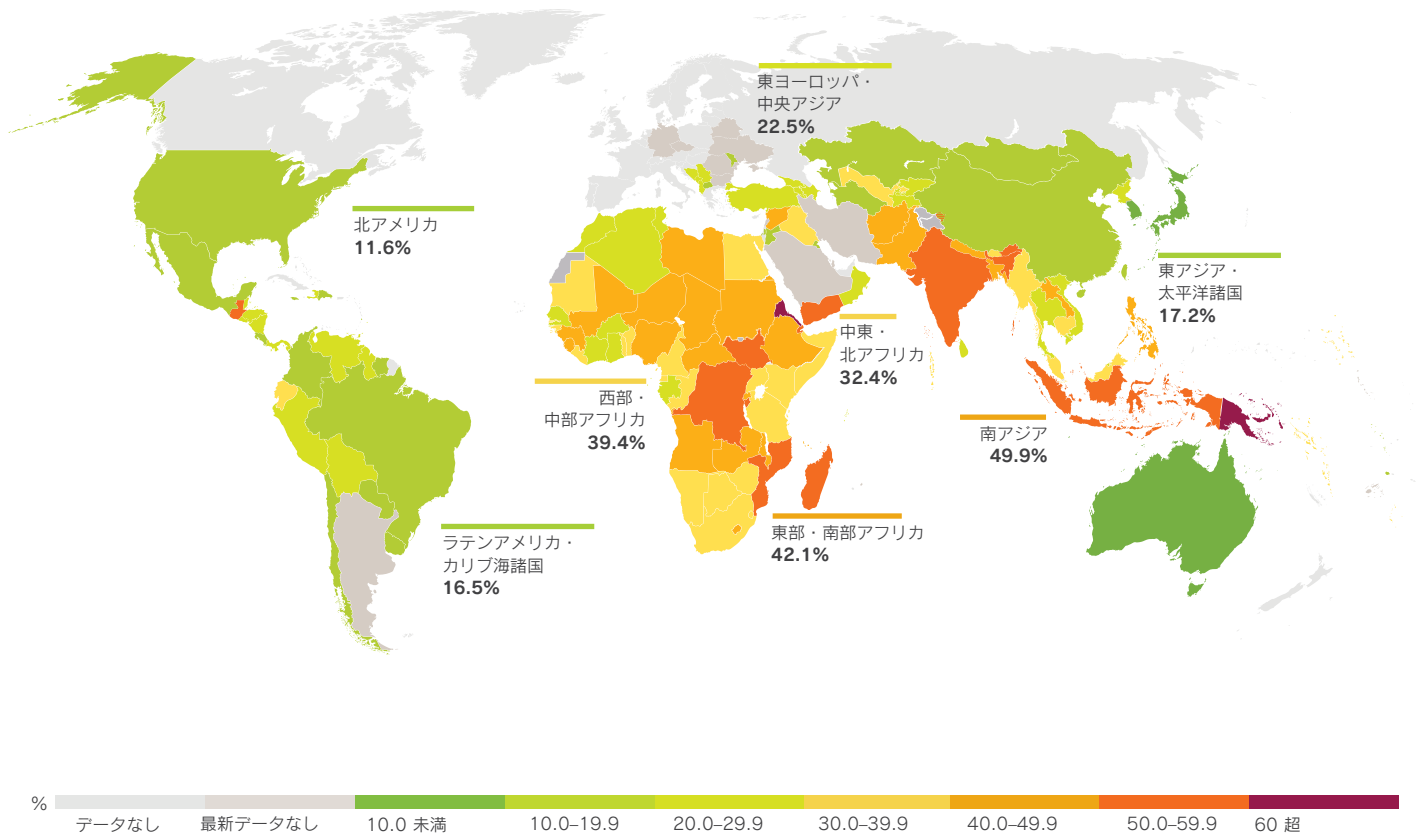 東ヨーロッパ・
中央アジア
22.5%
北アメリカ
11.6%
東アジア・
太平洋諸国
17.2%
中東・
北アフリカ
32.4%
西部・
中部アフリカ
39.4%
南アジア
49.9%
東部・南部アフリカ
42.1%
ラテンアメリカ・
カリブ海諸国
16.5%
%
データなし 最新データなし 10.0 未満 10.0–19.9 20.0–29.9 30.0–39.9 40.0–49.9 50.0–59.9 60 超